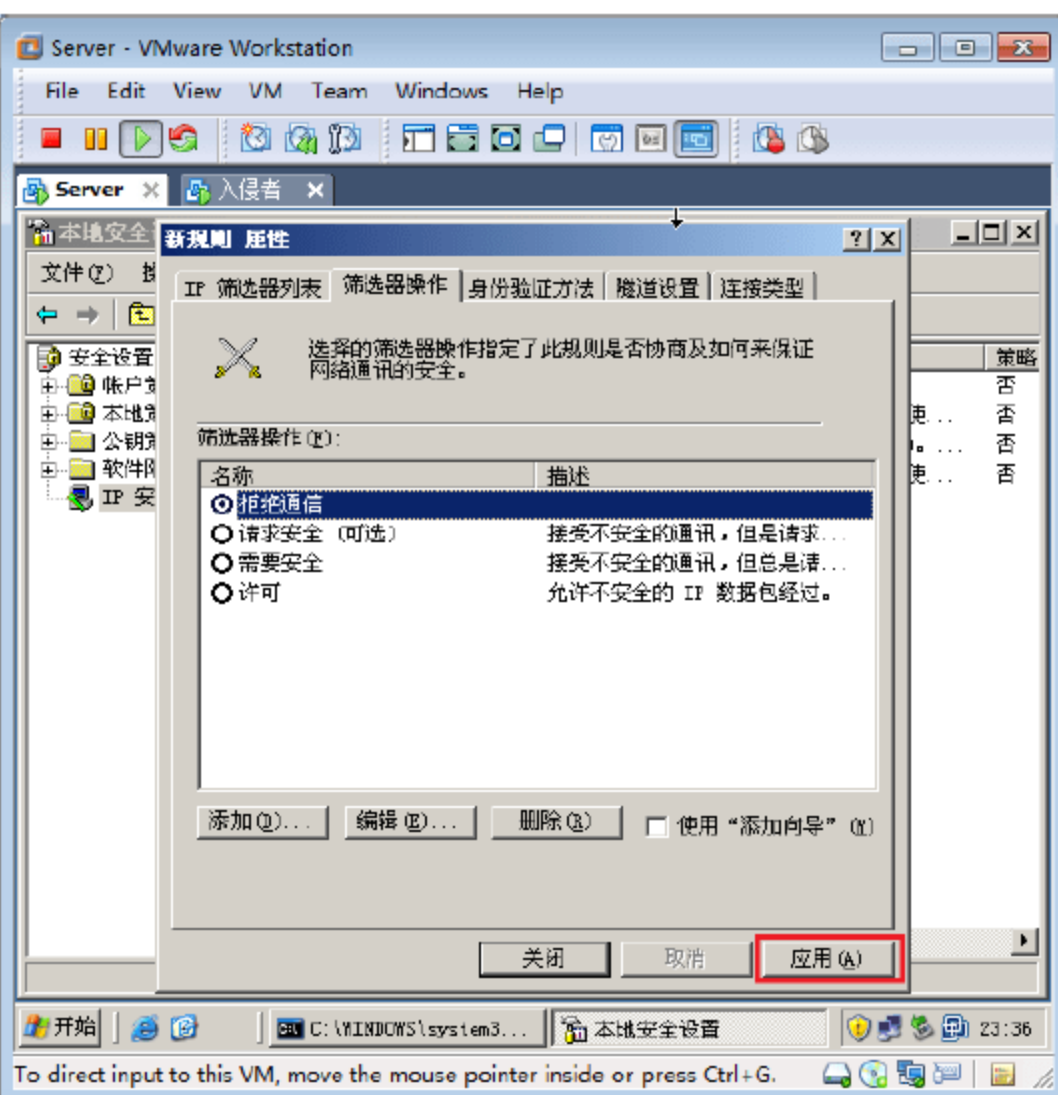 Server - VMware Workstation
File Edit View VM Team Windows Help
Server 入侵者
本地安全
新规则 属性
文件(F)
IP 筛选器列表 筛选器操作 身份验证方法 隧道设置 连接类型
选择的筛选器操作指定了此规则是否协商及如何来保证
网络通讯的安全。
安全设置
帐户
本地
公钥
软件
IP 安
策略
否
使... 否
。... 否
使... 否
筛选器操作(F):
名称 描述
拒绝通信
请求安全 (可选) 接受不安全的通讯，但是请求...
需要安全 接受不安全的通讯，但总是请...
许可 允许不安全的 IP 数据包经过。
添加(D)... 编辑(E)... 删除(R) 使用“添加向导”(W)
关闭 取消 应用(A)
开始 C:\WINDOWS\system3... 本地安全设置 23:36
To direct input to this VM, move the mouse pointer inside or press Ctrl+G.